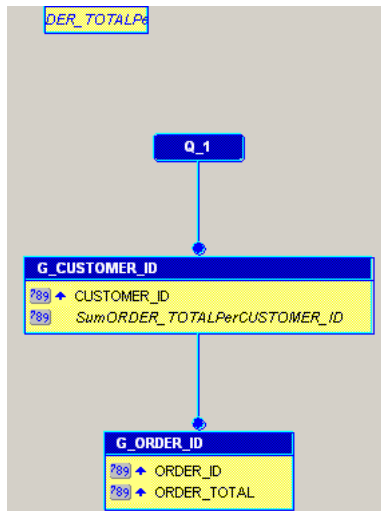 DER_TOTALPe
Q_1
G_CUSTOMER_ID
789 CUSTOMER_ID
789 SumORDER_TOTALPerCUSTOMER_ID
G_ORDER_ID
789 ORDER_ID
789 ORDER_TOTAL